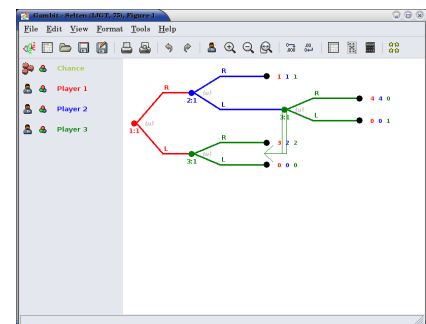 Gambit - Selten (IJGT, 75), Figure 1
File Edit View Format Tools Help
Chance
Player 1
Player 2
Player 3
R
1 1 1
2:1
L
R
4 4 0
R
3:1
L
0 0 1
1:1
L
R
3 2 2
3:1
L
0 0 0